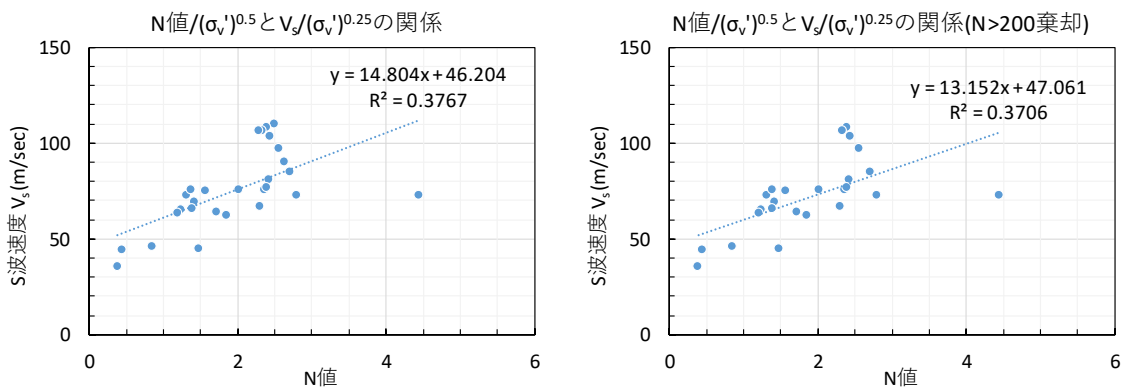 N値/(σv')0.5とVs/(σv')0.25の関係
150
100
50
0
0
2
4
6
S波速度 Vs(m/sec)
N値
y = 14.804x + 46.204
R² = 0.3767
N値/(σv')0.5とVs/(σv')0.25の関係(N>200棄却)
150
100
50
0
0
2
4
6
S波速度 Vs(m/sec)
N値
y = 13.152x + 47.061
R² = 0.3706